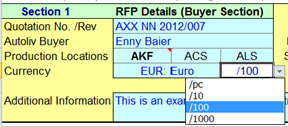 Section 1 RFP Details (Buyer Section)
Quotation No. /Rev AXX NN 2012/007
Autoliv Buyer Enny Baier
Production Locations AKF ACS ALS
Currency EUR: Euro /100
/pc
/10
/100
/1000
Additional Information This is an exa